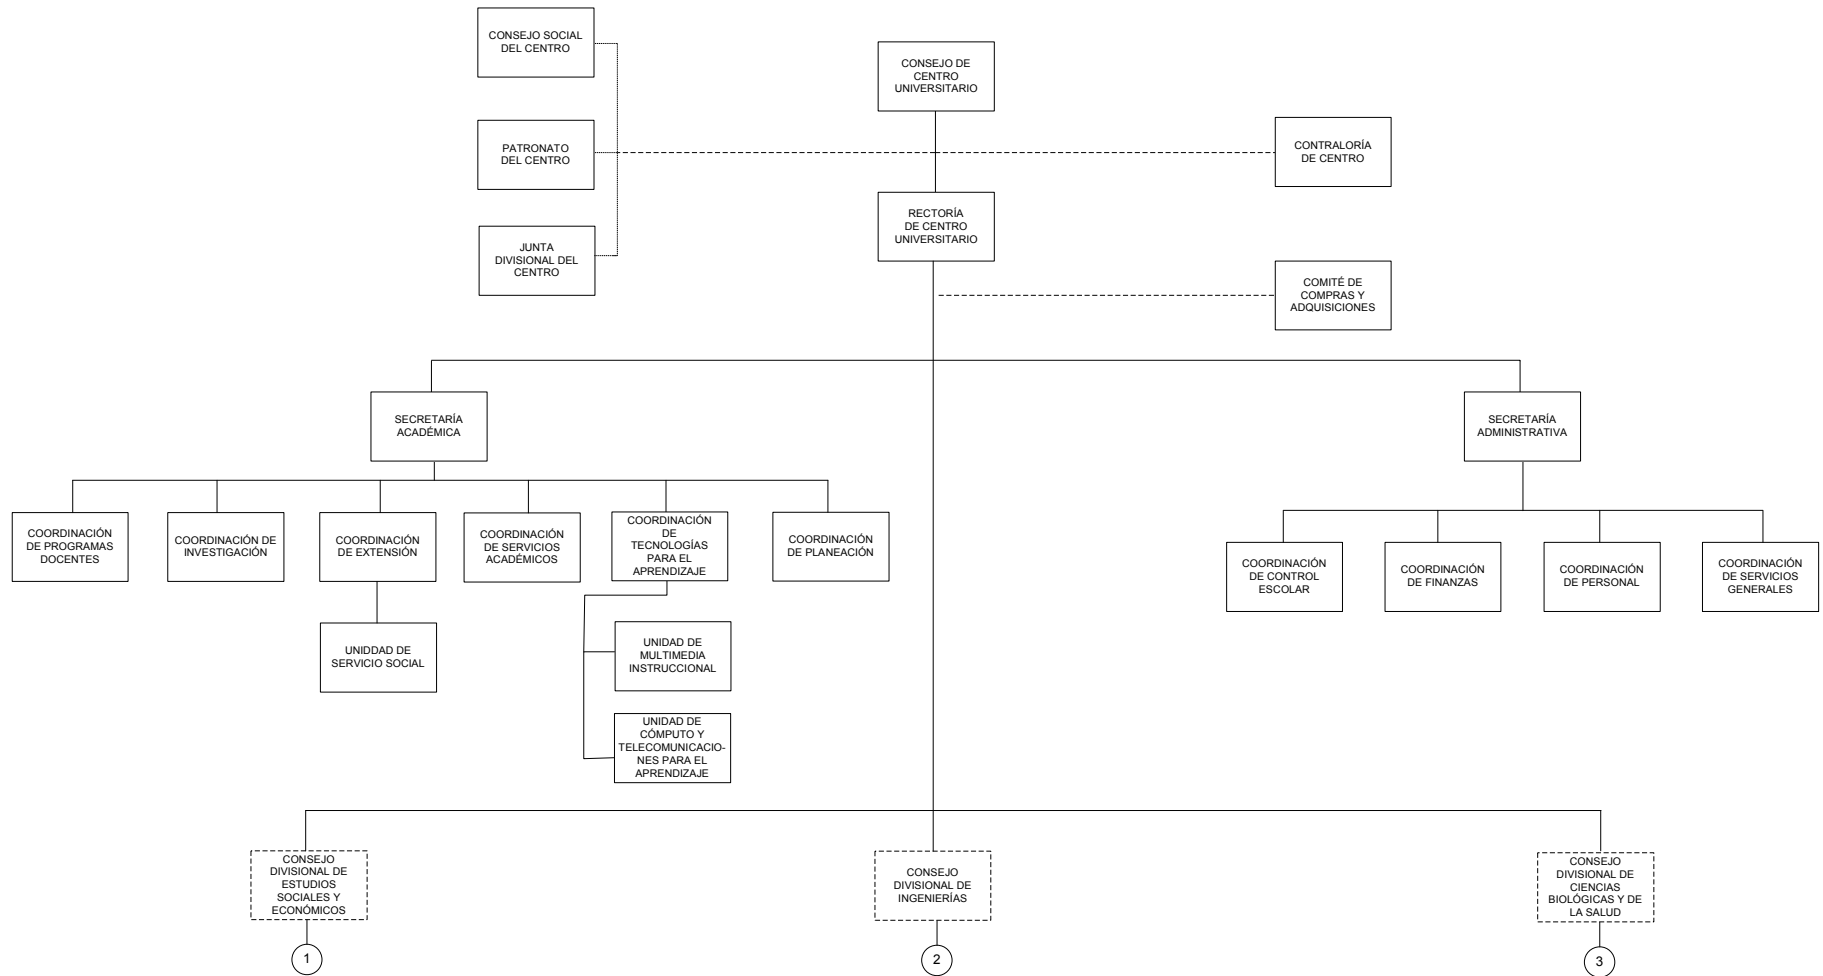 CONSEJO SOCIAL
DEL CENTRO
CONSEJO DE
CENTRO
UNIVERSITARIO
PATRONATO
DEL CENTRO
CONTRALORÍA
DE CENTRO
RECTORÍA
DE CENTRO
UNIVERSITARIO
JUNTA
DIVISIONAL DEL
CENTRO
COMITÉ DE
COMPRAS Y
ADQUISICIONES
SECRETARÍA
ACADÉMICA
SECRETARÍA
ADMINISTRATIVA
COORDINACIÓN
DE PROGRAMAS
DOCENTES
COORDINACIÓN DE
INVESTIGACIÓN
COORDINACIÓN
DE EXTENSIÓN
COORDINACIÓN
DE SERVICIOS
ACADÉMICOS
COORDINACIÓN
DE
TECNOLOGÍAS
PARA EL
APRENDIZAJE
COORDINACIÓN
DE PLANEACIÓN
COORDINACIÓN
DE CONTROL
ESCOLAR
COORDINACIÓN
DE FINANZAS
COORDINACIÓN
DE PERSONAL
COORDINACIÓN
DE SERVICIOS
GENERALES
UNIDDAD DE
SERVICIO SOCIAL
UNIDAD DE
MULTIMEDIA
INSTRUCCIONAL
UNIDAD DE
CÓMPUTO Y
TELECOMUNICACIO-
NES PARA EL
APRENDIZAJE
CONSEJO
DIVISIONAL DE
ESTUDIOS
SOCIALES Y
ECONÓMICOS
CONSEJO
DIVISIONAL DE
INGENIERÍAS
CONSEJO
DIVISIONAL DE
CIENCIAS
BIOLÓGICAS Y DE
LA SALUD
1
2
3